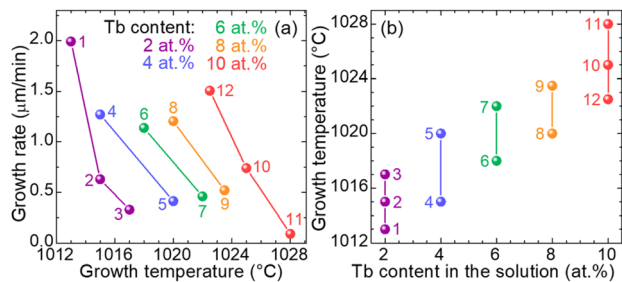 Tb content:
2 at.%
4 at.%
6 at.%
8 at.%
10 at.%
(a)
Growth rate (μm/min)
2.0
1.5
1.0
0.5
0.0
1
2
3
4
5
6
7
8
9
12
10
11
1012 1016 1020 1024 1028
Growth temperature (°C)
(b)
Growth temperature (°C)
1028
1024
1020
1016
1012
3
2
1
5
4
7
6
9
8
11
10
12
2 4 6 8 10
Tb content in the solution (at.%)